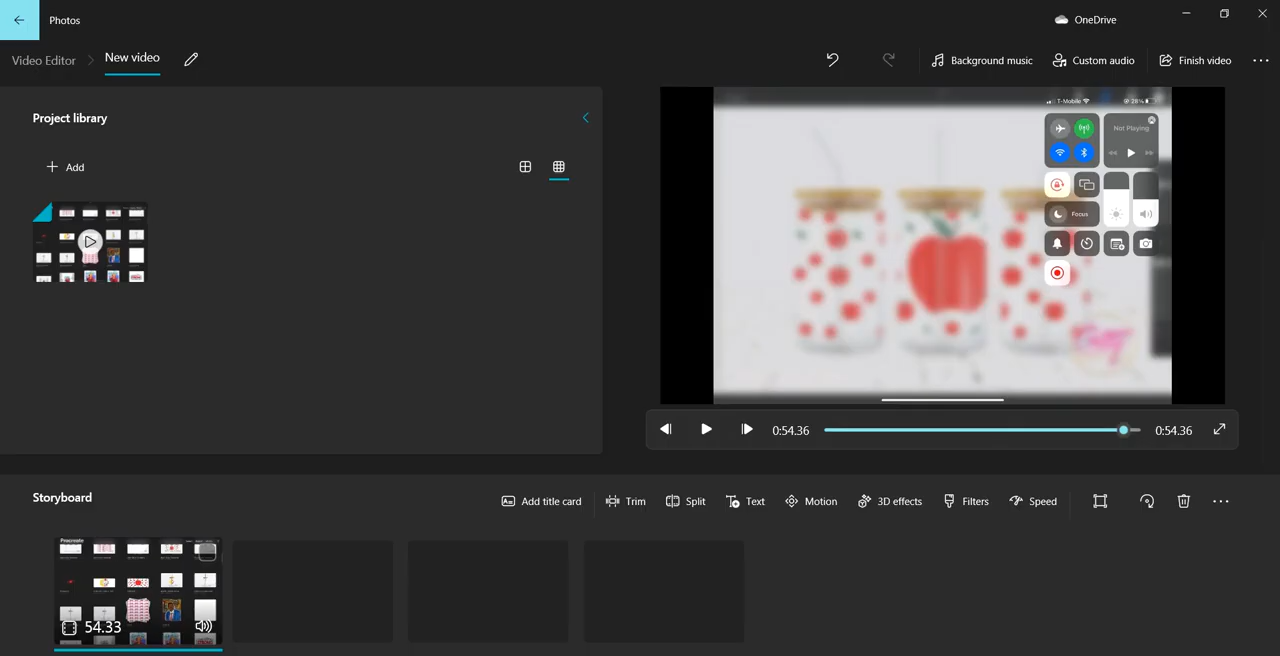 Photos
OneDrive
Video Editor
New video
Background music
Custom audio
Finish video
Project library
Add
T-Mobile
28%
Not Playing
Focus
0:54.36
0:54.36
Storyboard
Add title card
Trim
Split
Text
Motion
3D effects
Filters
Speed
Procreate
54.33